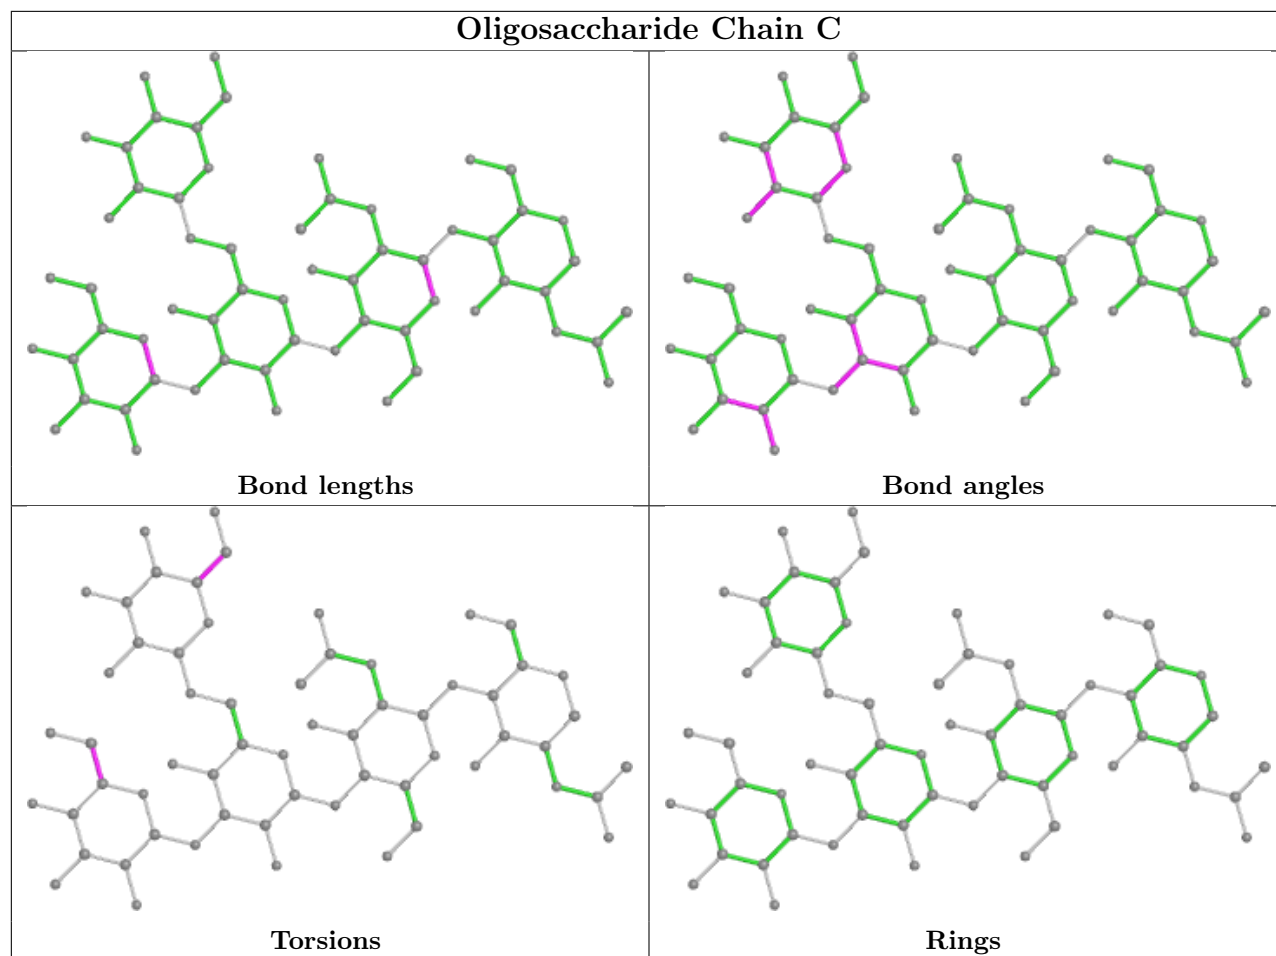 Oligosaccharide Chain C
Bond lengths
Bond angles
Torsions
Rings